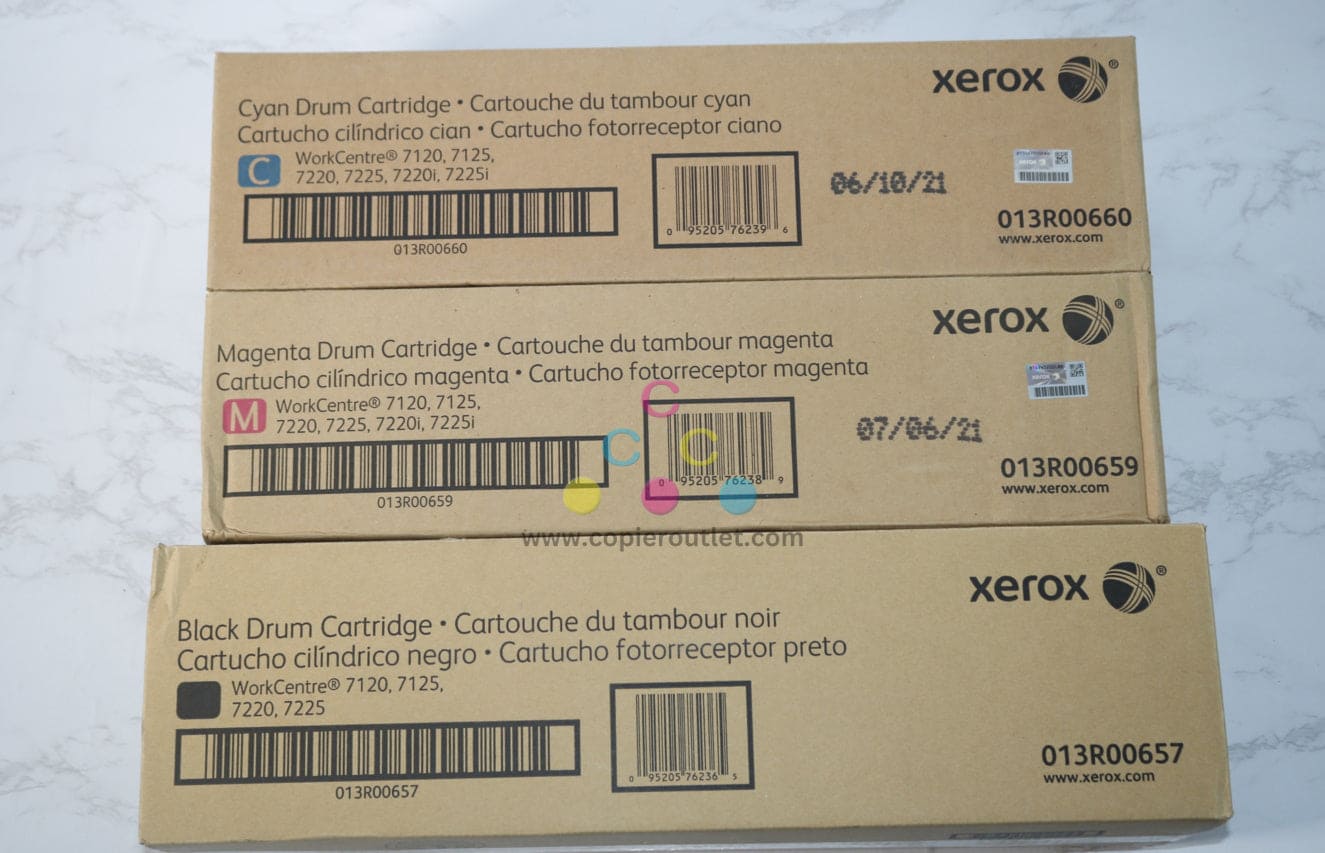 xerox ®
Cyan Drum Cartridge • Cartouche du tambour cyan
Cartucho cilíndrico cian • Cartucho fotorreceptor ciano
C
WorkCentre® 7120, 7125,
7220, 7225, 7220i, 7225i
013R00660
0 95205 76239 6
06/10/21
xerox
013R00660
www.xerox.com
xerox ®
Magenta Drum Cartridge • Cartouche du tambour magenta
Cartucho cilíndrico magenta • Cartucho fotorreceptor magenta
M
WorkCentre® 7120, 7125,
7220, 7225, 7220i, 7225i
013R00659
0 95205 76238 9
07/06/21
xerox
013R00659
www.xerox.com
C
C C
www.copieroutlet.com
xerox ®
Black Drum Cartridge • Cartouche du tambour noir
Cartucho cilíndrico negro • Cartucho fotorreceptor preto
WorkCentre® 7120, 7125,
7220, 7225
013R00657
0 95205 76236 5
013R00657
www.xerox.com